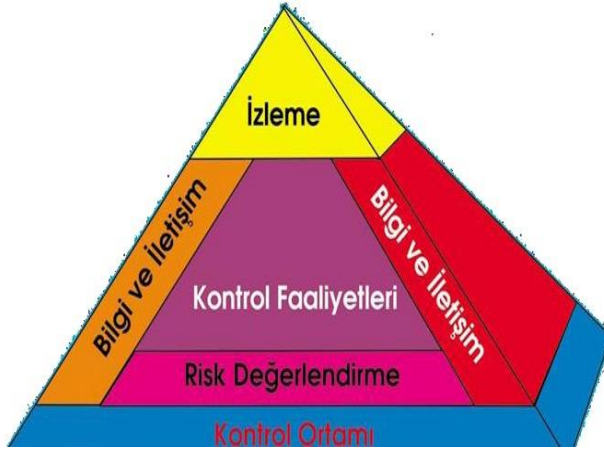 İzleme
Bilgi ve İletişim
Kontrol Faaliyetleri
Bilgi ve İletişim
Risk Değerlendirme
Kontrol Ortamı